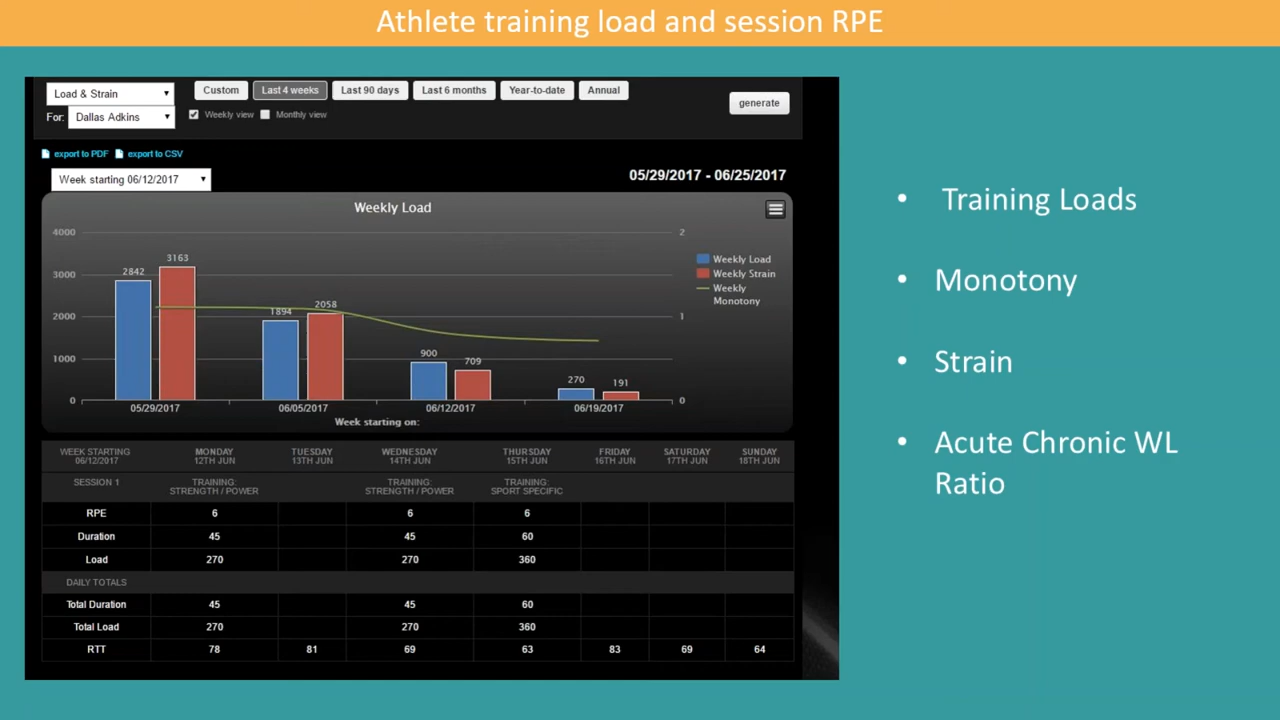 Athlete training load and session RPE
Load & Strain
Custom Last 4 weeks Last 90 days Last 6 months Year-to-date Annual
generate
For: Dallas Adkins
Weekly view Monthly view
export to PDF export to CSV
Week starting 06/12/2017
05/29/2017 - 06/25/2017
Weekly Load
4000 2
3000
2000 1
1000
0 0
2842 3163
1894 2058
900 709
270 191
Weekly Load
Weekly Strain
Weekly
Monotony
05/29/2017 06/05/2017 06/12/2017 06/19/2017
Week starting on:
WEEK STARTING MONDAY TUESDAY WEDNESDAY THURSDAY FRIDAY SATURDAY SUNDAY
06/12/2017 12TH JUN 13TH JUN 14TH JUN 15TH JUN 16TH JUN 17TH JUN 18TH JUN
SESSION 1 TRAINING: TRAINING: TRAINING:
STRENGTH / POWER STRENGTH / POWER SPORT SPECIFIC
RPE 6 6 6
Duration 45 45 60
Load 270 270 360
DAILY TOTALS
Total Duration 45 45 60
Total Load 270 270 360
RTT 78 81 69 63 83 69 64
• Training Loads
• Monotony
• Strain
• Acute Chronic WL
Ratio